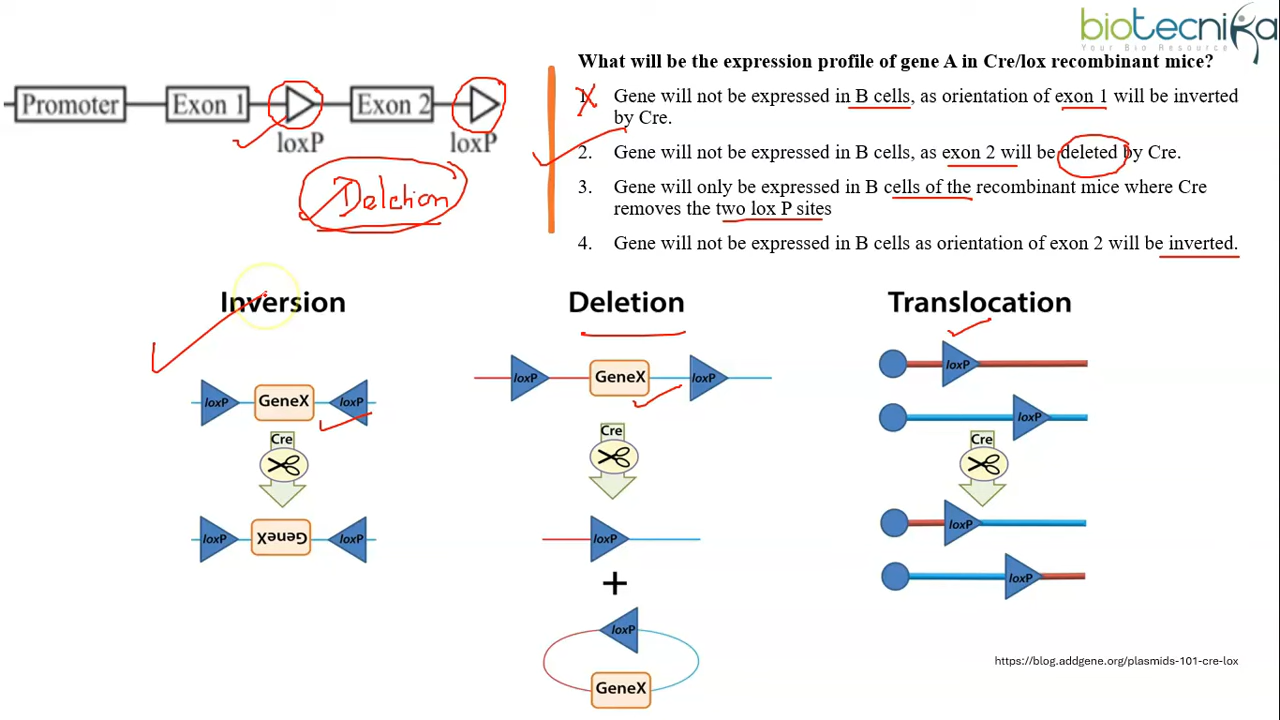 biotecnika
Your Bio Resource
What will be the expression profile of gene A in Cre/lox recombinant mice?
Promoter Exon 1 Exon 2
loxP loxP
1. Gene will not be expressed in B cells, as orientation of exon 1 will be inverted
by Cre.
2. Gene will not be expressed in B cells, as exon 2 will be deleted by Cre.
3. Gene will only be expressed in B cells of the recombinant mice where Cre
removes the two lox P sites
4. Gene will not be expressed in B cells as orientation of exon 2 will be inverted.
Deletion
Inversion
loxP GeneX loxP
Cre
loxP GeneX loxP
Deletion
loxP GeneX loxP
Cre
loxP
+
loxP
GeneX
Translocation
loxP
loxP
Cre
loxP
loxP
https://blog.addgene.org/plasmids-101-cre-lox